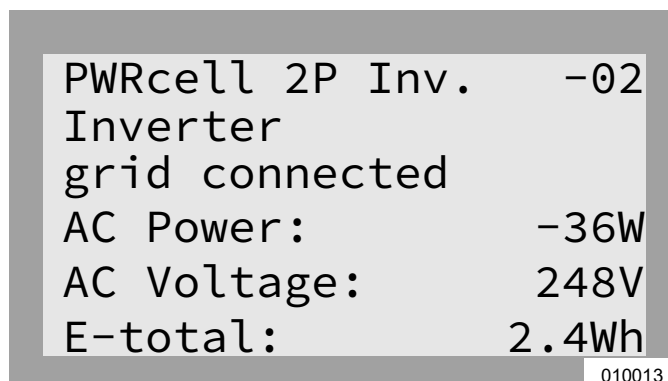 PWRcell 2P Inv. -02
Inverter
grid connected
AC Power: -36W
AC Voltage: 248V
E-total: 2.4Wh
010013